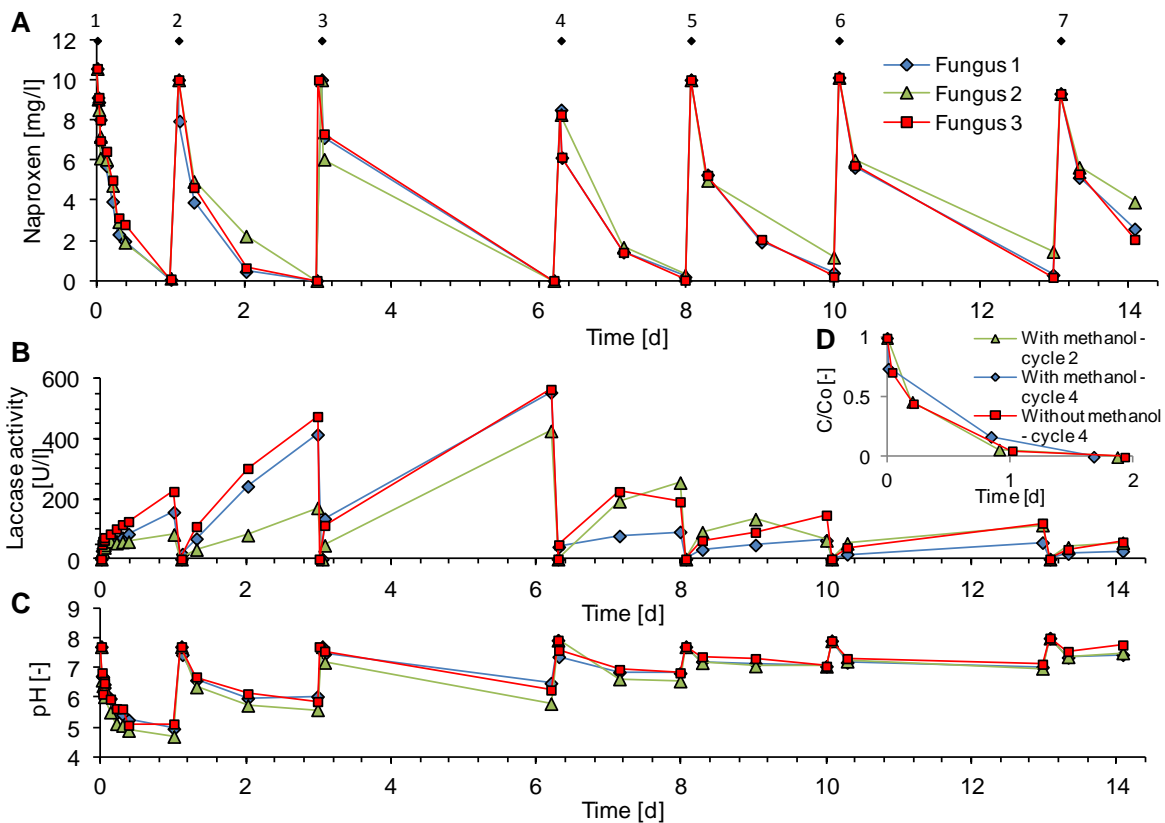 1 2 3 4 5 6 7
A
12
10
8
6
4
2
0
Naproxen [mg/l]
Fungus 1
Fungus 2
Fungus 3
0 2 4 6 8 10 12 14
Time [d]
B
600
400
200
0
Laccase activity
[U/l]
0 2 4 6 8 10 12 14
Time [d]
D
1
0.5
0
C/Co [-]
0 1 2
Time [d]
With methanol -
cycle 2
With methanol -
cycle 4
Without methanol
- cycle 4
C
9
8
7
6
5
4
pH [-]
0 2 4 6 8 10 12 14
Time [d]